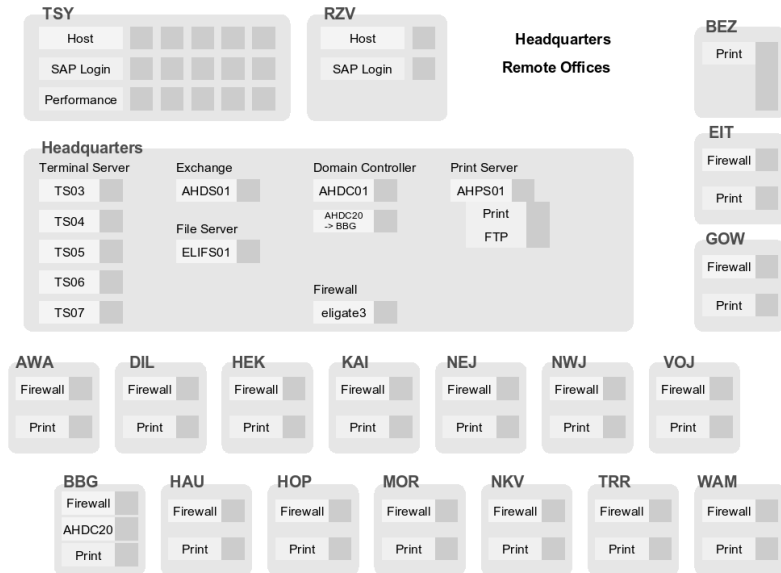 TSY
Host
SAP Login
Performance
RZV
Host
SAP Login
Headquarters
Remote Offices
BEZ
Print
EIT
Firewall
Print
GOW
Firewall
Print
Headquarters
Terminal Server
TS03
TS04
TS05
TS06
TS07
Exchange
AHDS01
File Server
ELIFS01
Domain Controller
AHDC01
AHDC20
-> BBG
Firewall
eligate3
Print Server
AHPS01
Print
FTP
AWA
Firewall
Print
DIL
Firewall
Print
HEK
Firewall
Print
KAI
Firewall
Print
NEJ
Firewall
Print
NWJ
Firewall
Print
VOJ
Firewall
Print
BBG
Firewall
AHDC20
Print
HAU
Firewall
Print
HOP
Firewall
Print
MOR
Firewall
Print
NKV
Firewall
Print
TRR
Firewall
Print
WAM
Firewall
Print